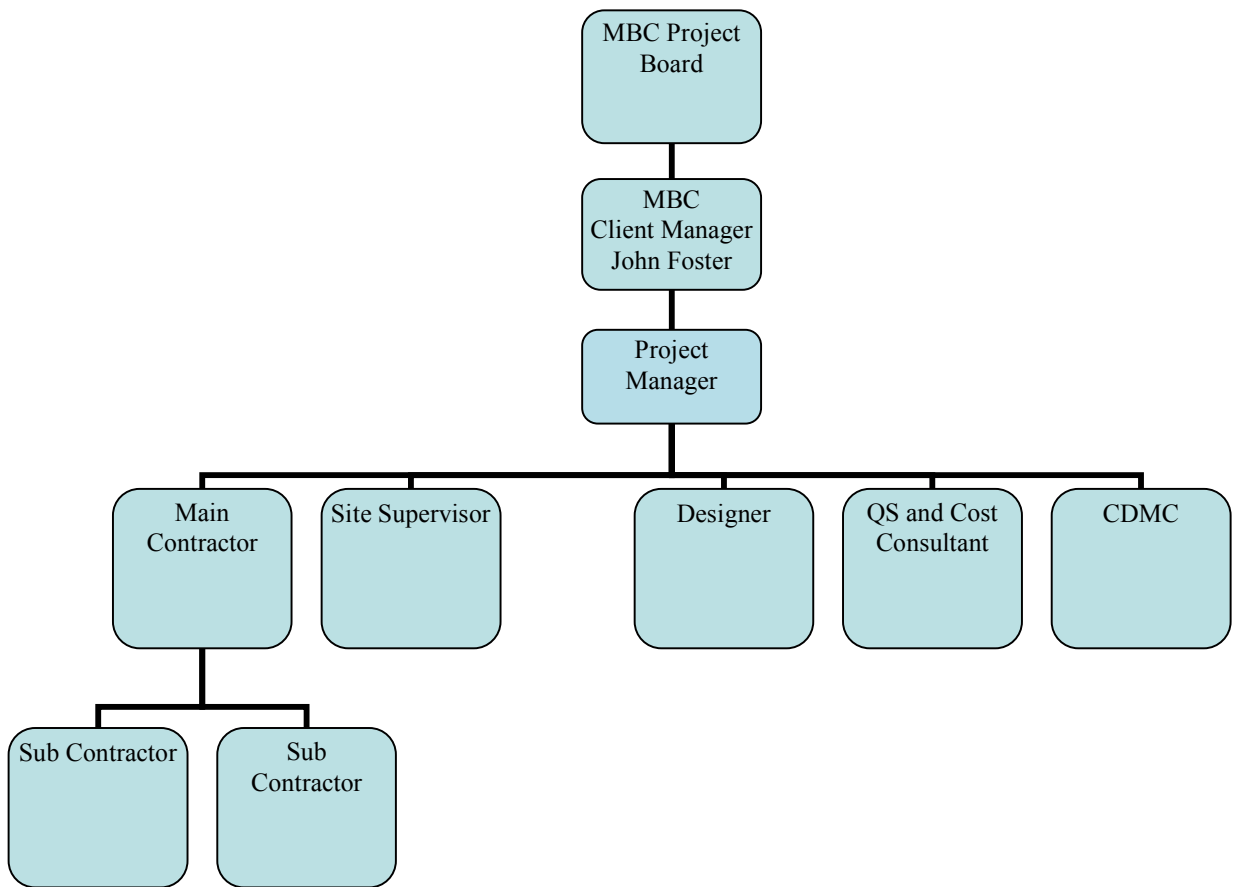 MBC Project
Board
MBC
Client Manager
John Foster
Project
Manager
Main
Contractor
Site Supervisor
Designer
QS and Cost
Consultant
CDMC
Sub Contractor
Sub
Contractor